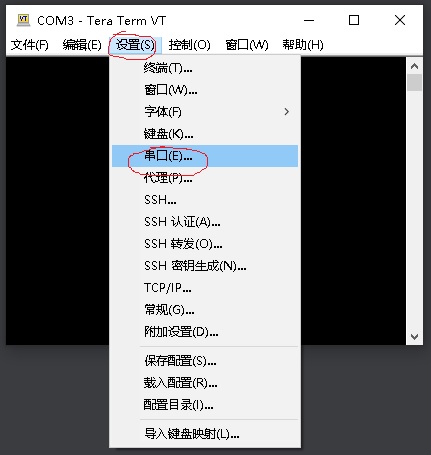 VT COM3 - Tera Term VT
文件(F) 编辑(E) 设置(S) 控制(O) 窗口(W) 帮助(H)
终端(T)...
窗口(W)...
字体(F)
键盘(K)...
串口(E)...
代理(P)...
SSH...
SSH 认证(A)...
SSH 转发(O)...
SSH 密钥生成(N)...
TCP/IP...
常规(G)...
附加设置(D)...
保存配置(S)...
载入配置(R)...
配置目录(I)...
导入键盘映射(L)...